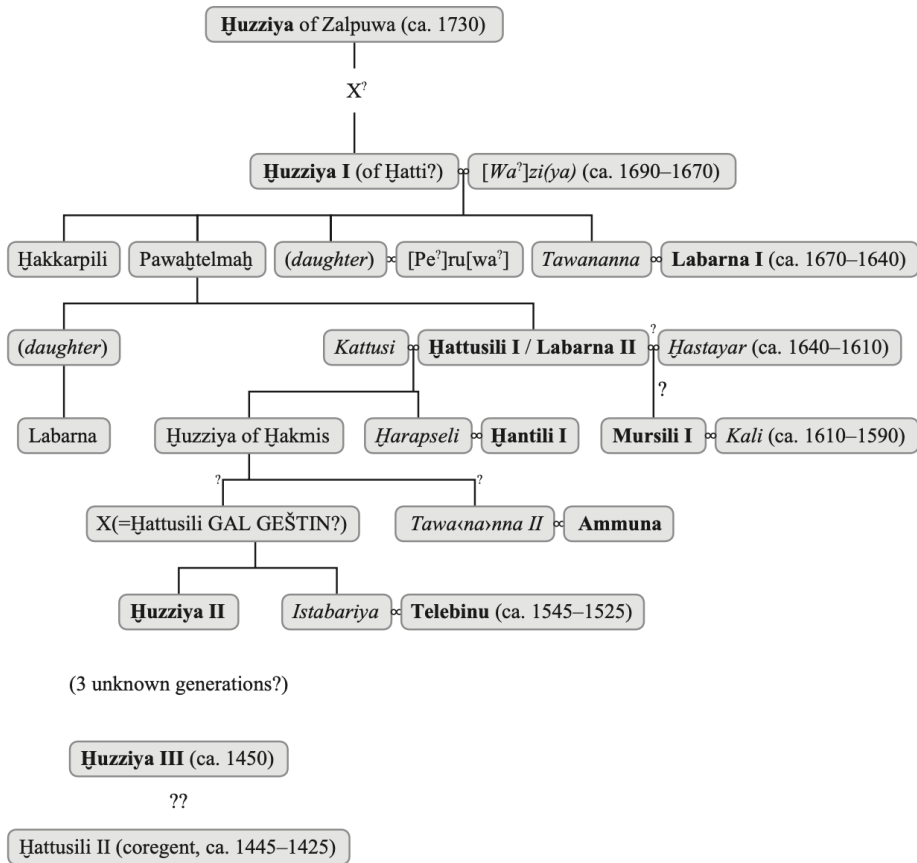 Ḫuzziya of Zalpuwa (ca. 1730)
X?
Ḫuzziya I (of Ḫatti?) ∞ [Wa?]zi(ya) (ca. 1690–1670)
Ḫakkarpili Pawaḫtelmaḫ (daughter) ∞ [Pe?]ru[wa?] Tawananna ∞ Labarna I (ca. 1670–1640)
(daughter) Kattusi ∞ Ḫattusili I / Labarna II ?∞ Ḫastayar (ca. 1640–1610)
?
Labarna Ḫuzziya of Ḫakmis Ḫarapseli ∞ Ḫantili I Mursili I ∞ Kali (ca. 1610–1590)
? ?
X(=Ḫattusili GAL GEŠTIN?) Tawa‹na›nna II ∞ Ammuna
Ḫuzziya II Istabariya ∞ Telebinu (ca. 1545–1525)
(3 unknown generations?)
Ḫuzziya III (ca. 1450)
??
Ḫattusili II (coregent, ca. 1445–1425)